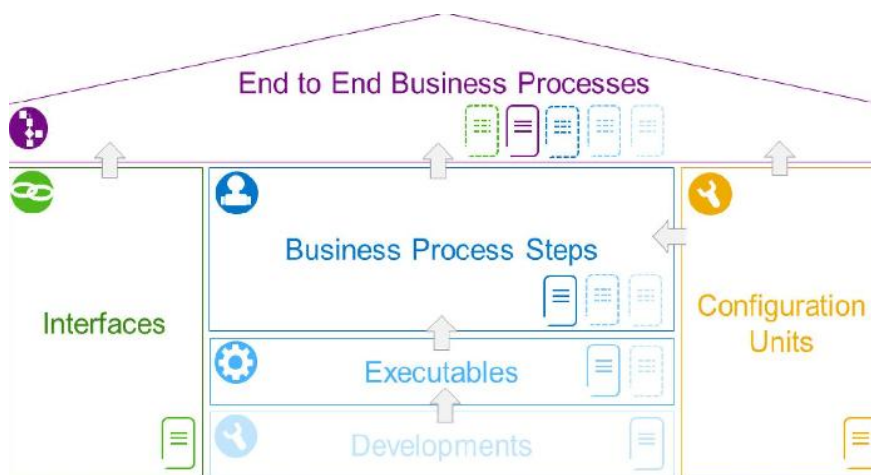 End to End Business Processes
Business Process Steps
Interfaces
Configuration
Units
Executables
Developments